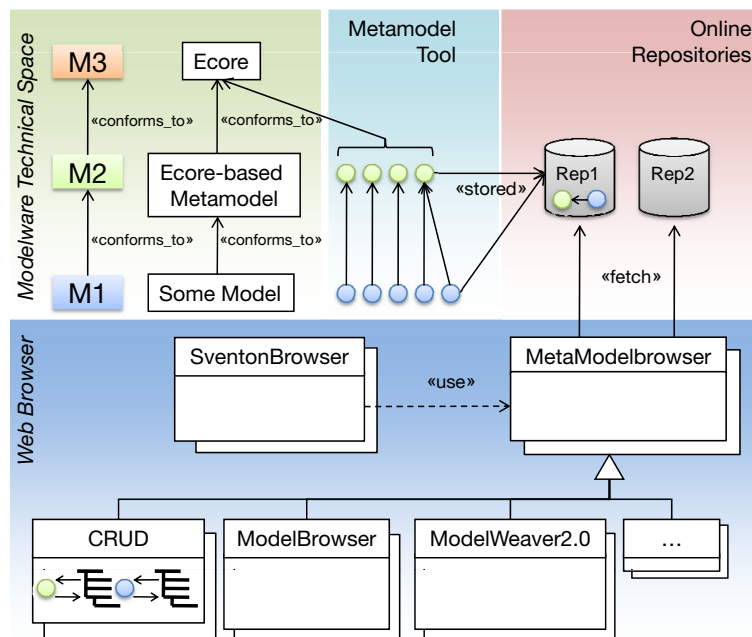 Modelware Technical Space
M3
Ecore
Metamodel
Tool
Online
Repositories
«conforms_to»
«conforms_to»
M2
Ecore-based
Metamodel
«stored»
Rep1
Rep2
«conforms_to»
«conforms_to»
«fetch»
M1
Some Model
Web Browser
SventonBrowser
MetaModelbrowser
«use»
CRUD
ModelBrowser
ModelWeaver2.0
...